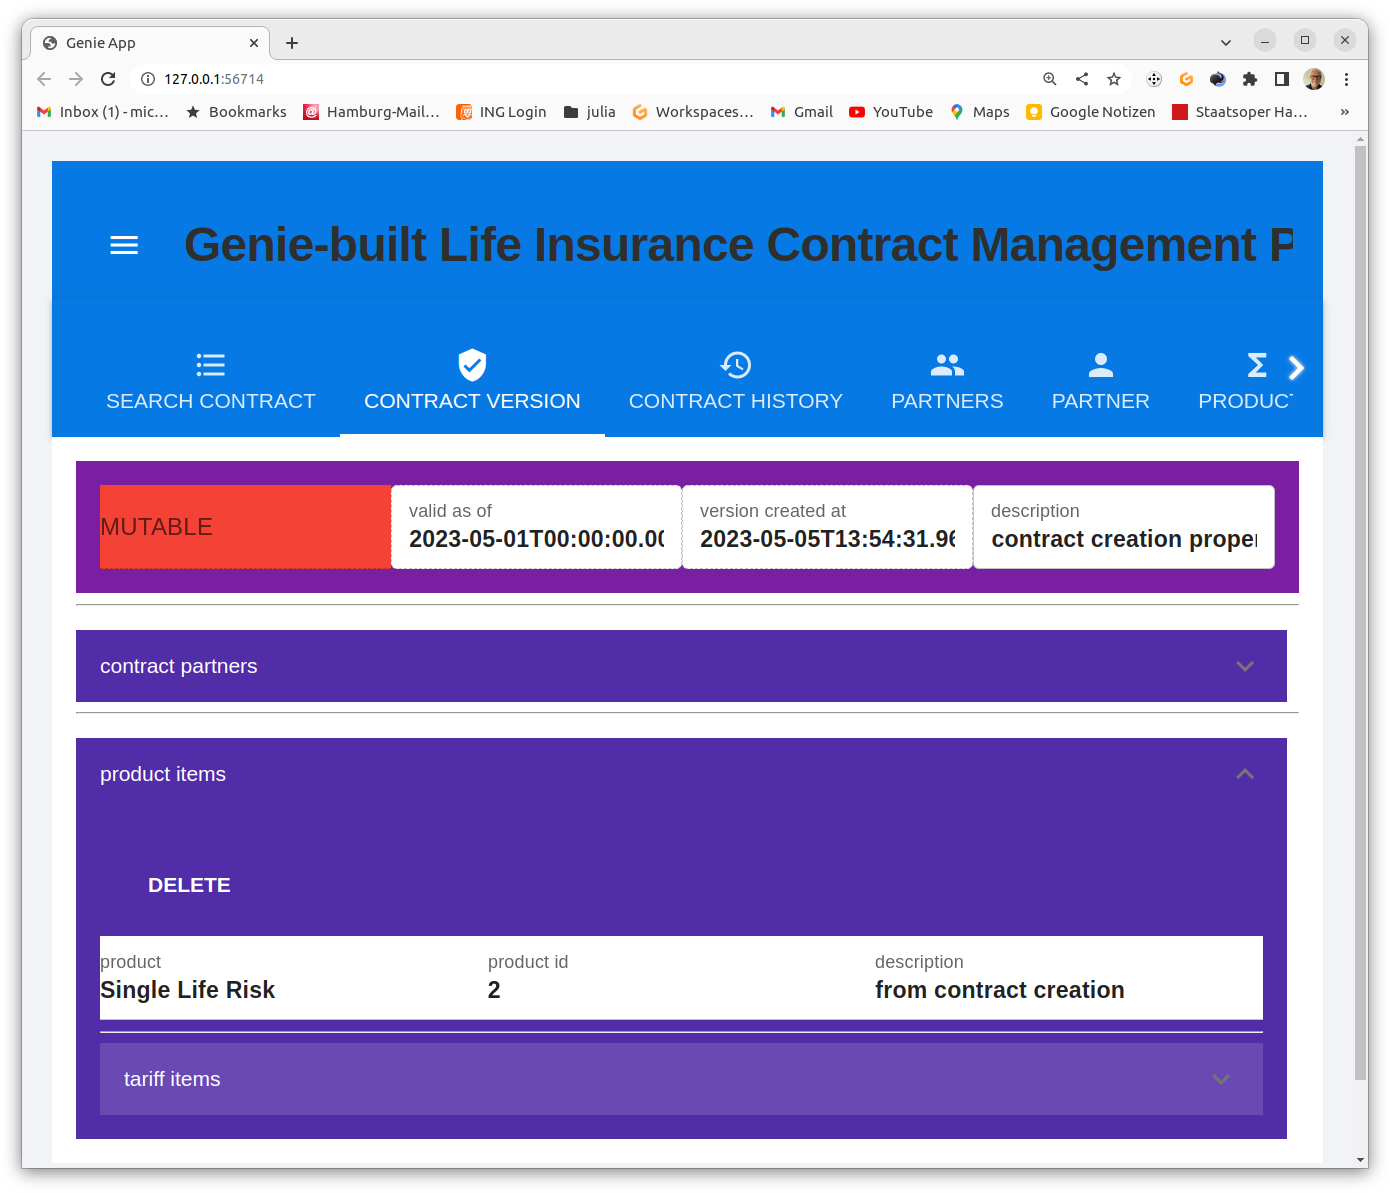 Genie App
127.0.0.1:56714
Inbox (1) - mic… Bookmarks Hamburg-Mail… ING Login julia Workspaces… Gmail YouTube Maps Google Notizen Staatsoper Ha… »
Genie-built Life Insurance Contract Management P
SEARCH CONTRACT CONTRACT VERSION CONTRACT HISTORY PARTNERS PARTNER PRODUCT
MUTABLE
valid as of
2023-05-01T00:00:00.00
version created at
2023-05-05T13:54:31.96
description
contract creation proper
contract partners
product items
DELETE
product
Single Life Risk
product id
2
description
from contract creation
tariff items